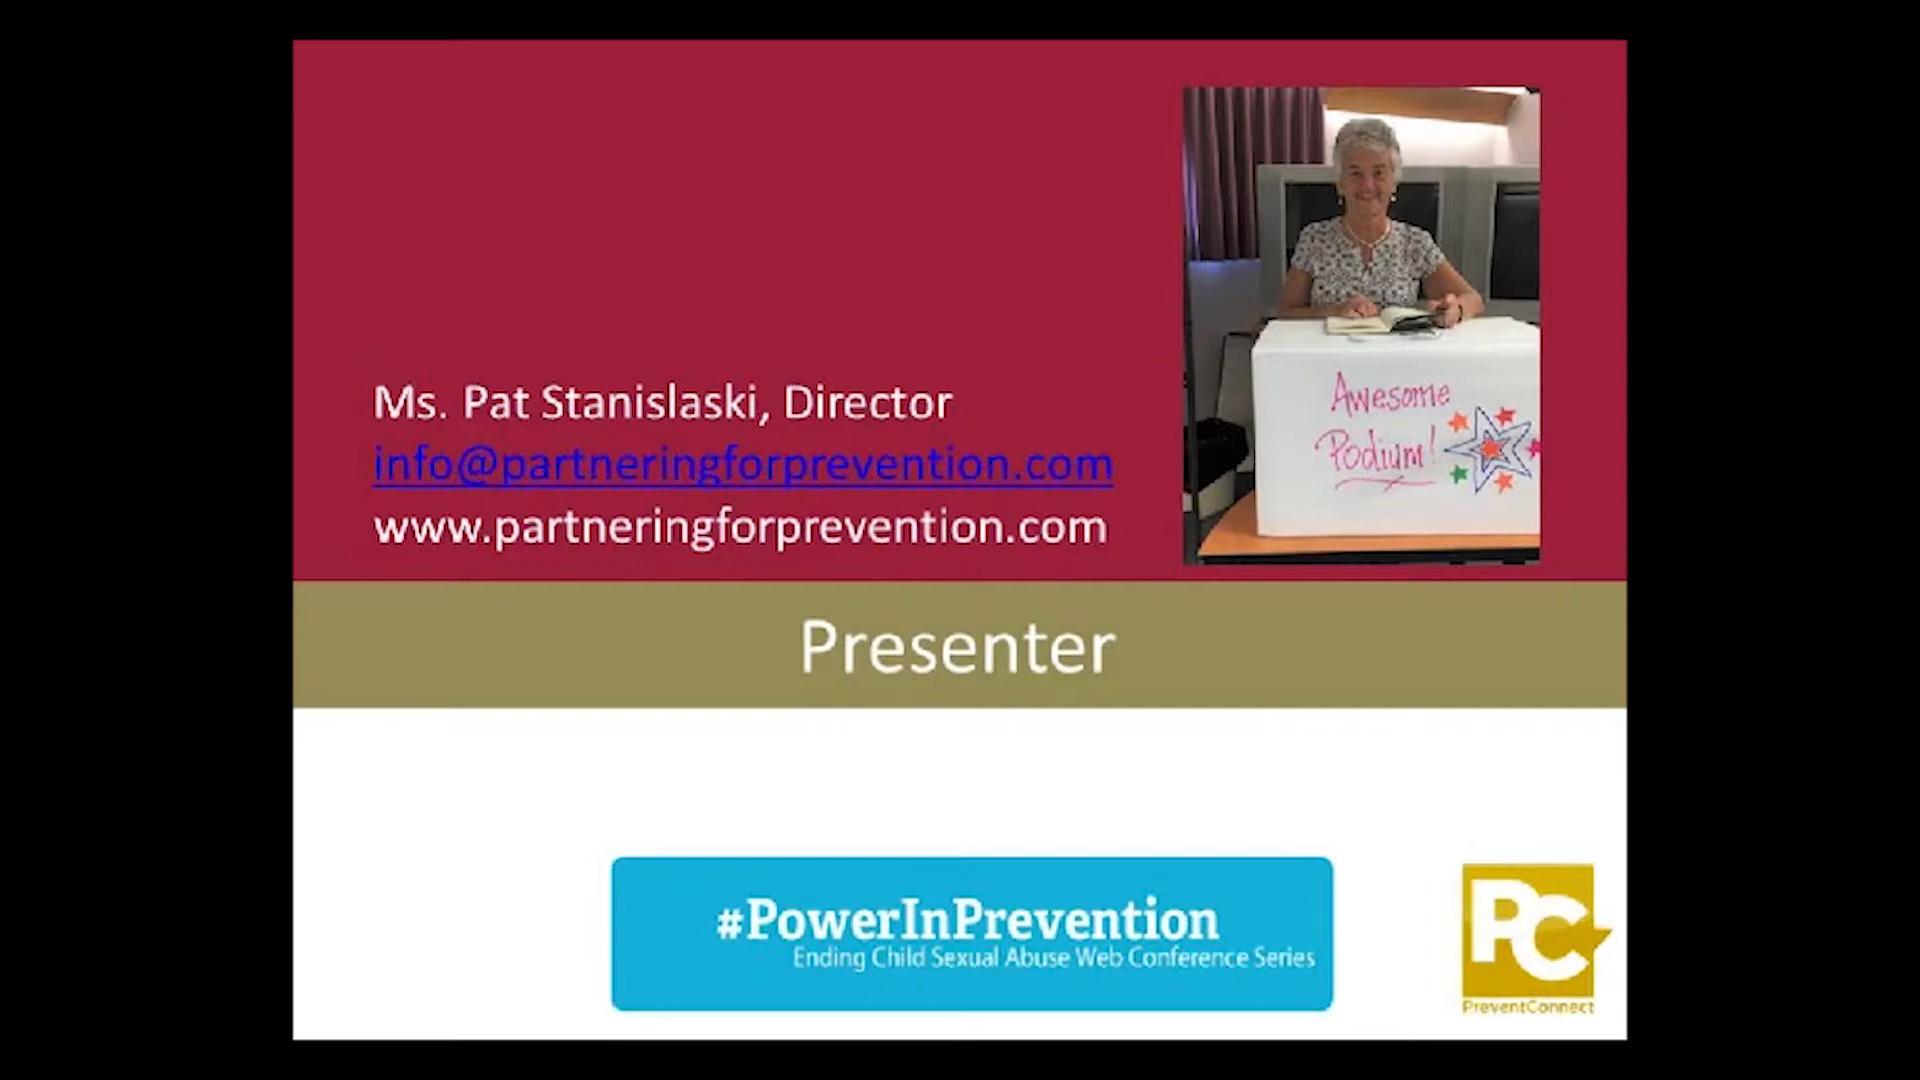 Ms. Pat Stanislaski, Director
info@partneringforprevention.com
www.partneringforprevention.com
Awesome
Podium!
Presenter
#PowerInPrevention
Ending Child Sexual Abuse Web Conference Series
PC
PreventConnect